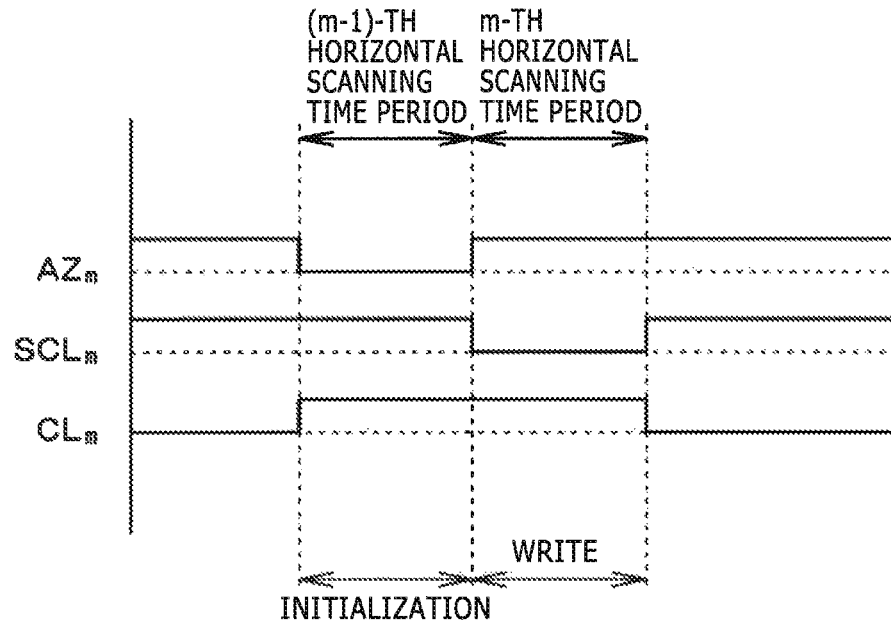 (m-1)-TH
HORIZONTAL
SCANNING
TIME PERIOD
m-TH
HORIZONTAL
SCANNING
TIME PERIOD
AZm
SCLm
CLm
WRITE
INITIALIZATION